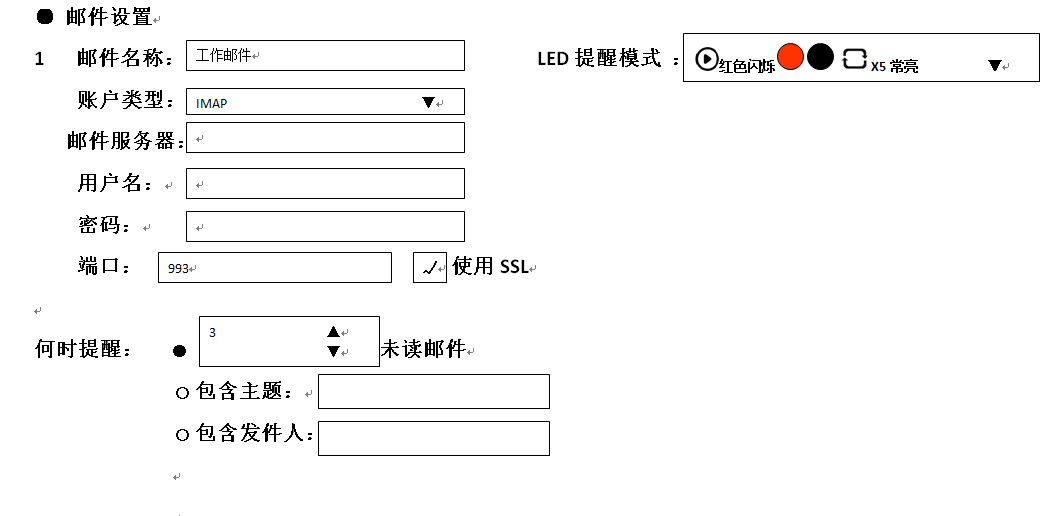 ● 邮件设置
1 邮件名称： 工作邮件 LED 提醒模式 ： 红色闪烁 X5 常亮 ▼
账户类型： IMAP ▼
邮件服务器：
用户名：
密码：
端口： 993 ✓ 使用 SSL
何时提醒： ● 3 ▲ ▼ 未读邮件
○ 包含主题：
○ 包含发件人：